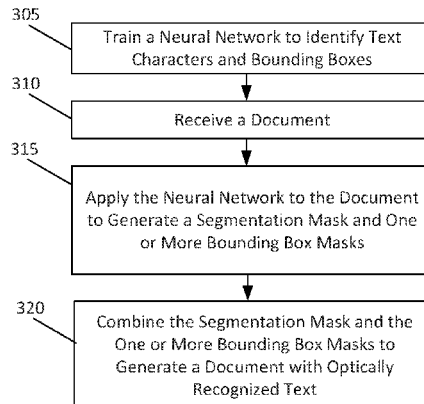 305
Train a Neural Network to Identify Text
Characters and Bounding Boxes
310
Receive a Document
315
Apply the Neural Network to the Document
to Generate a Segmentation Mask and One
or More Bounding Box Masks
320
Combine the Segmentation Mask and the
One or More Bounding Box Masks to
Generate a Document with Optically
Recognized Text